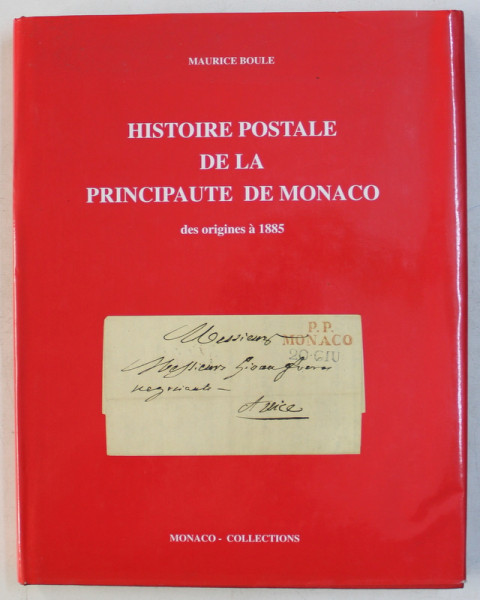 MAURICE BOULE
HISTOIRE POSTALE
DE LA
PRINCIPAUTE DE MONACO
des origines à 1885
Messieurs
P.P.
MONACO
20 GIU
Messieurs
negociants
à nice
MONACO - COLLECTIONS